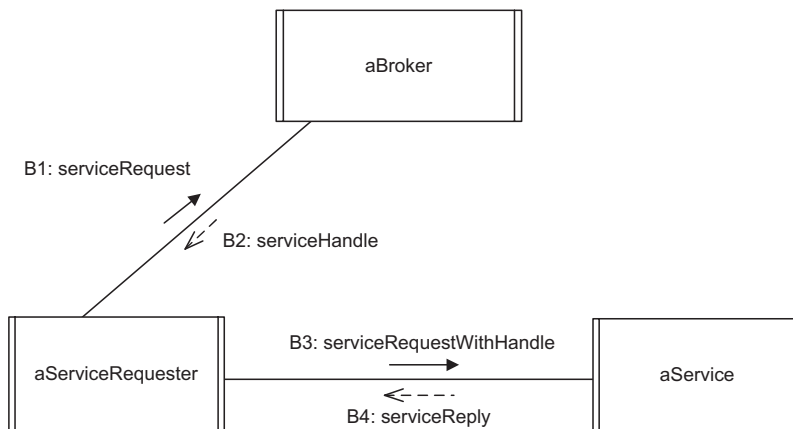 aBroker
B1: serviceRequest
B2: serviceHandle
B3: serviceRequestWithHandle
aServiceRequester
aService
B4: serviceReply